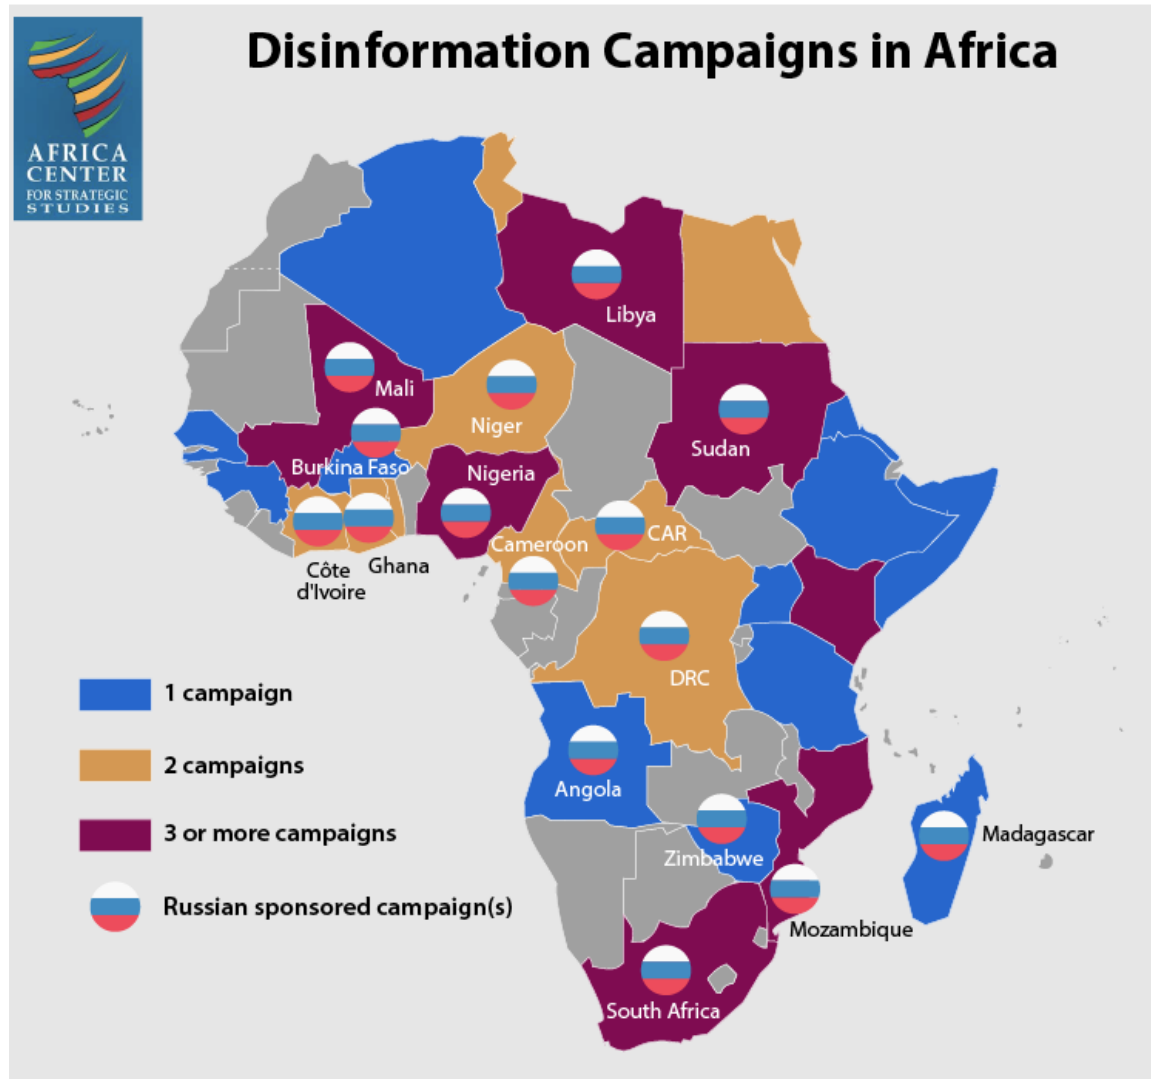 Disinformation Campaigns in Africa
AFRICA
CENTER
FOR STRATEGIC
STUDIES
Libya
Mali
Niger
Sudan
Burkina Faso
Nigeria
Cameroon
CAR
Côte
d'Ivoire
Ghana
DRC
1 campaign
2 campaigns
Angola
3 or more campaigns
Madagascar
Zimbabwe
Russian sponsored campaign(s)
Mozambique
South Africa